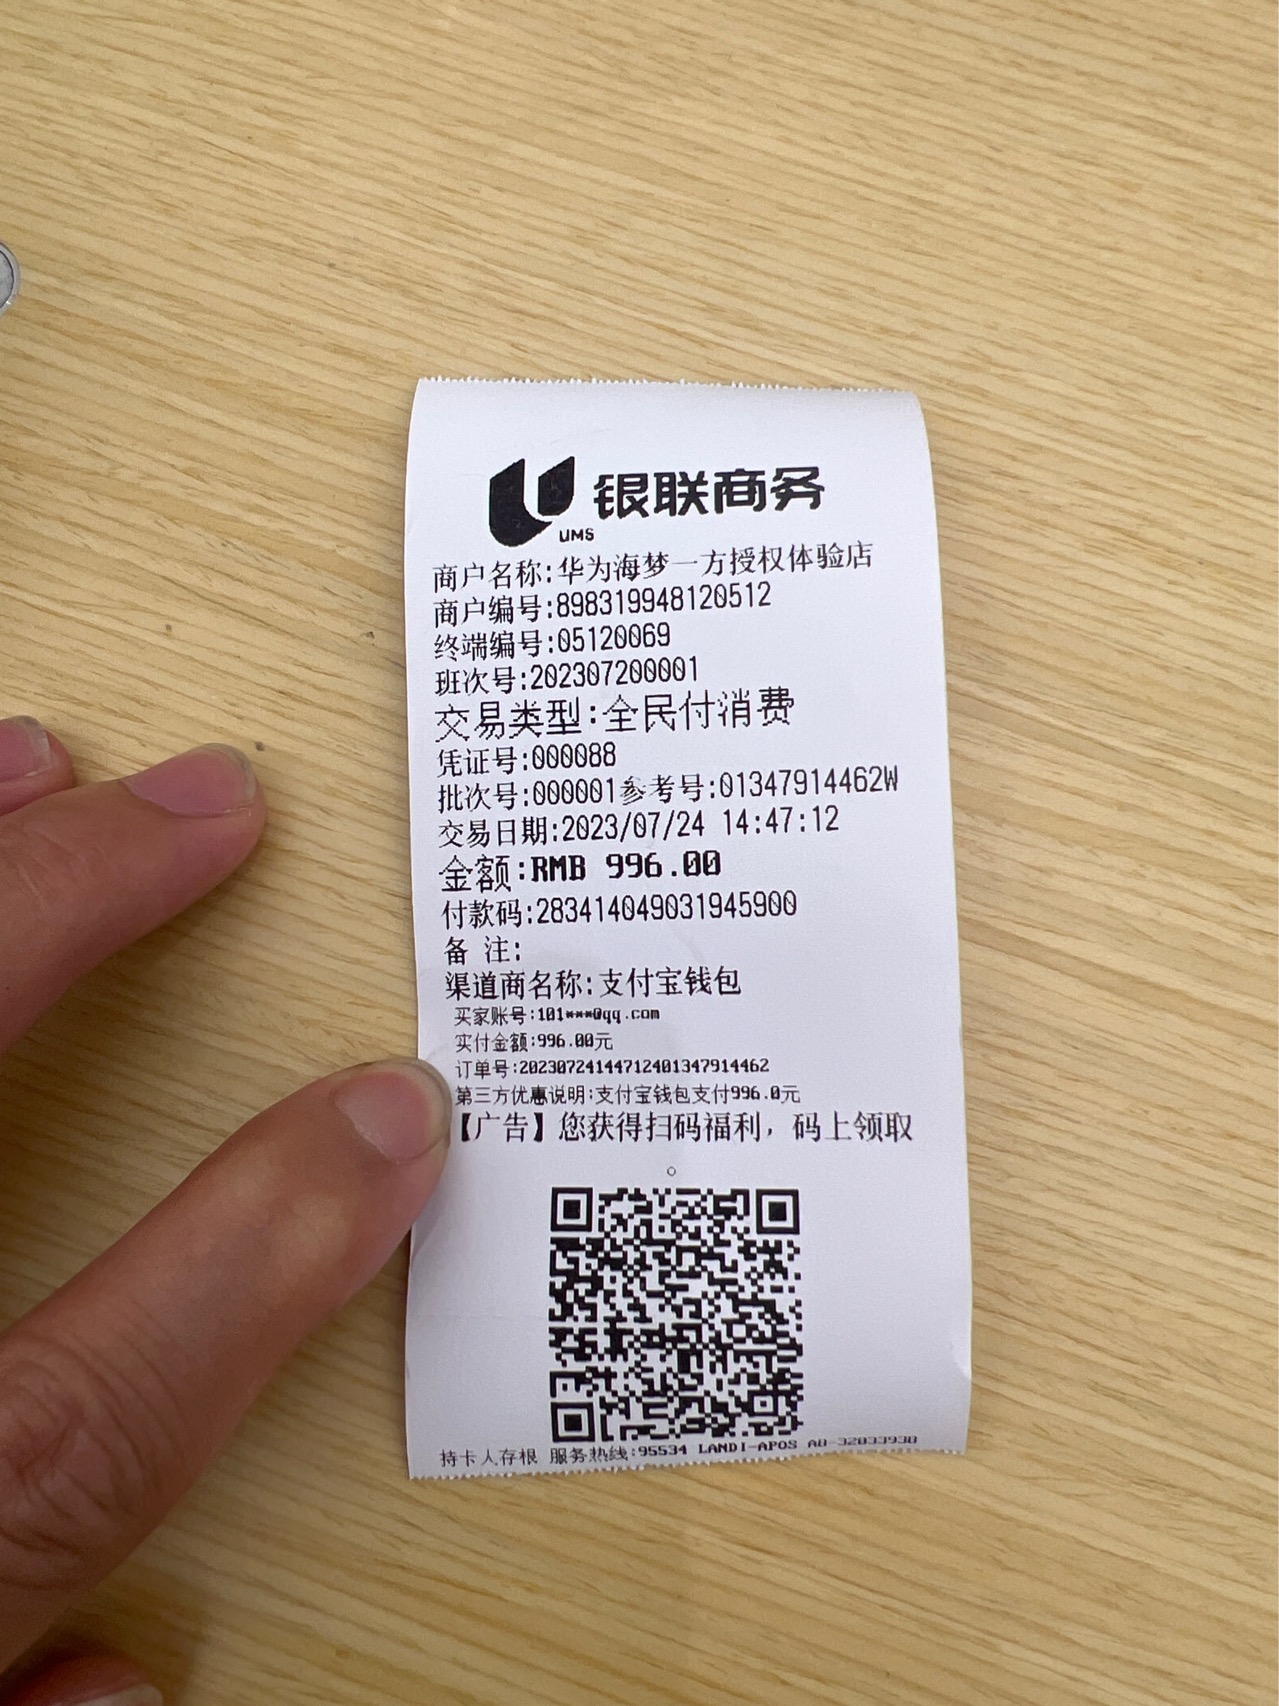 银联商务
UMS
商户名称:华为海梦一方授权体验店
商户编号:898319948120512
终端编号:05120069
班次号:202307200001
交易类型:全民付消费
凭证号:000088
批次号:000001参考号:01347914462W
交易日期:2023/07/24 14:47:12
金额:RMB 996.00
付款码:283414049031945900
备 注:
渠道商名称:支付宝钱包
买家账号:101***@qq.com
实付金额:996.00元
订单号:20230724144712401347914462
第三方优惠说明:支付宝钱包支付996.0元
【广告】您获得扫码福利，码上领取
。
持卡人存根 服务热线:95534 LANDI-APOS A8-32033938